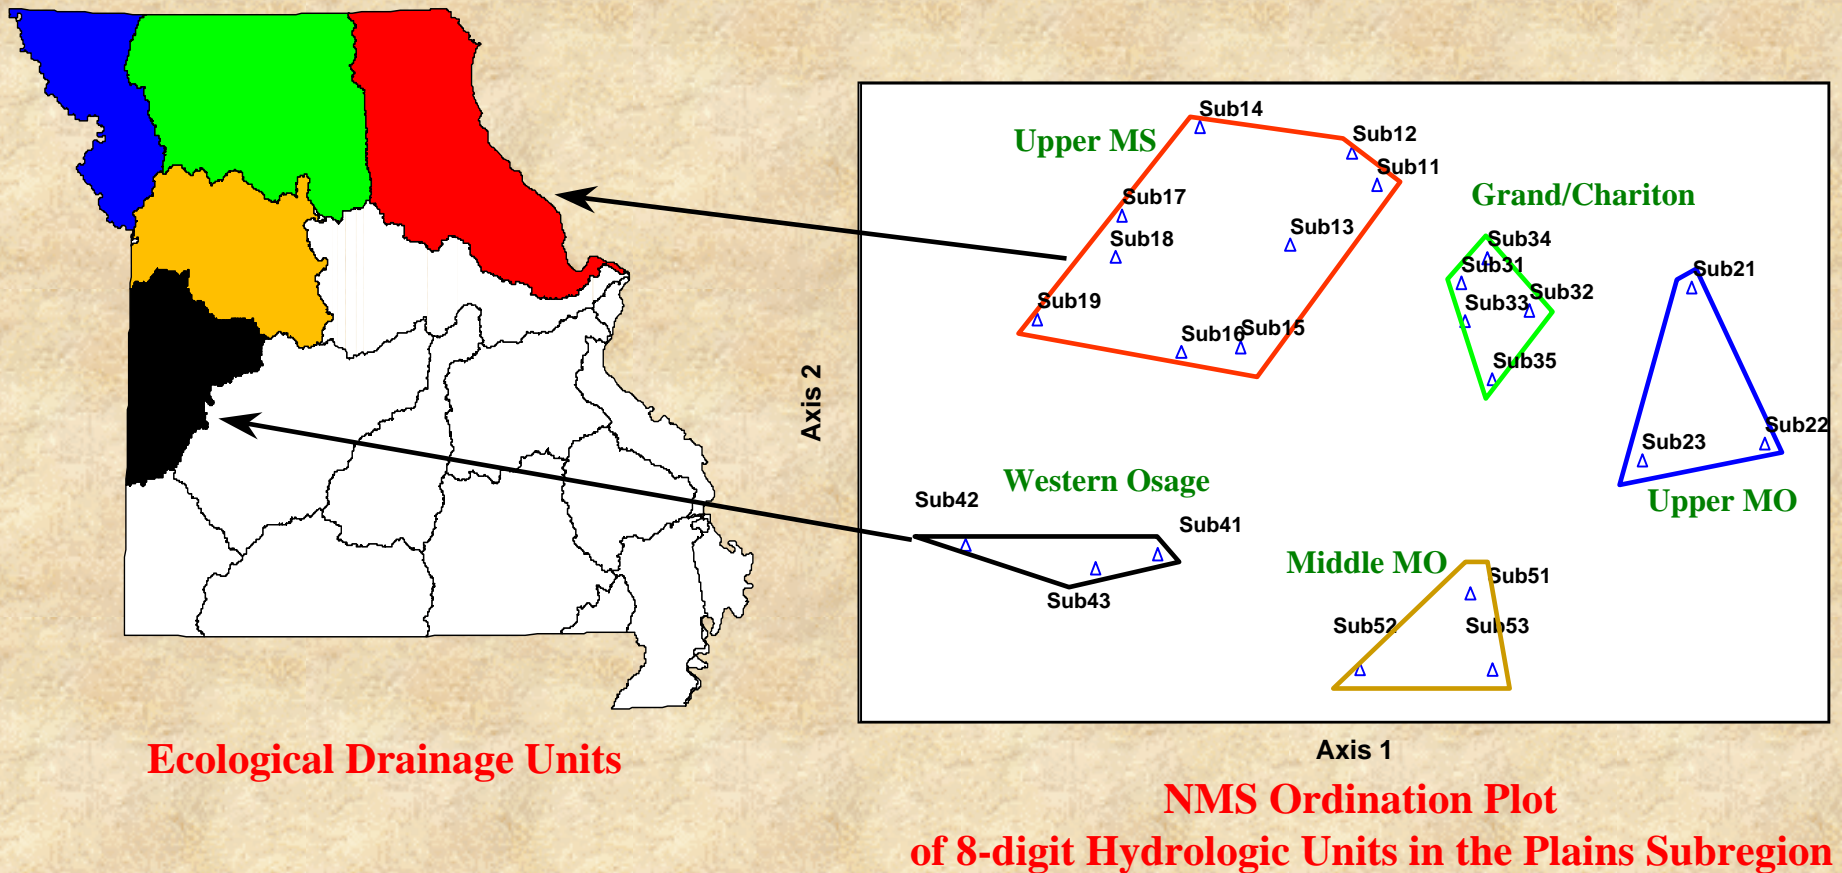 Sub14
Upper MS
Sub12
Sub11
Sub17
Grand/Chariton
Sub13
Sub18
Sub34
Sub31
Sub21
Sub19
Sub33
Sub32
Sub16
Sub15
Sub35
Axis 2
Sub22
Sub23
Western Osage
Sub42
Upper MO
Sub41
Middle MO
Sub51
Sub43
Sub52
Sub53
Axis 1
Ecological Drainage Units
NMS Ordination Plot
of 8-digit Hydrologic Units in the Plains Subregion